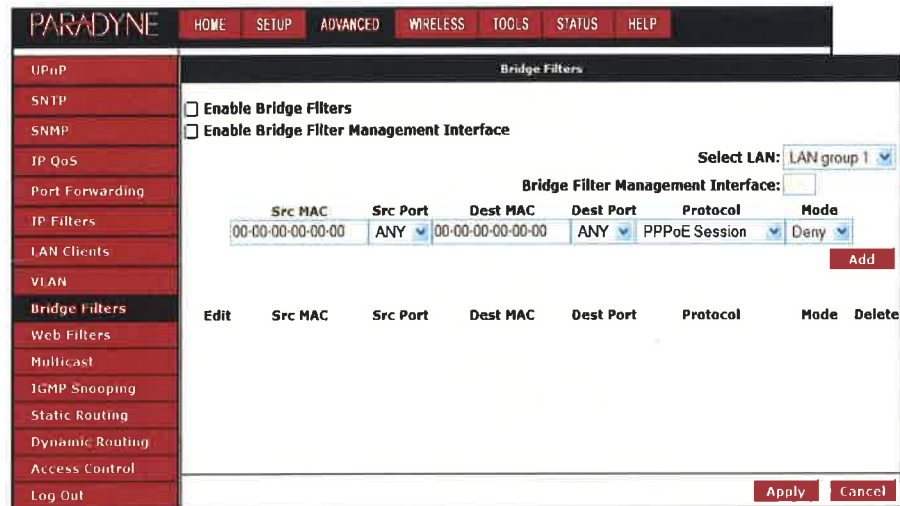 PARADYNE
HOME SETUP ADVANCED WIRELESS TOOLS STATUS HELP
UPnP
SNTP
SNMP
IP QoS
Port Forwarding
IP Filters
LAN Clients
VLAN
Bridge Filters
Web Filters
Multicast
IGMP Snooping
Static Routing
Dynamic Routing
Access Control
Log Out
Bridge Filters
Enable Bridge Filters
Enable Bridge Filter Management Interface
Select LAN: LAN group 1
Bridge Filter Management Interface:
Src MAC Src Port Dest MAC Dest Port Protocol Mode
00-00-00-00-00-00 ANY 00-00-00-00-00-00 ANY PPPoE Session Deny
Add
Edit Src MAC Src Port Dest MAC Dest Port Protocol Mode Delete
Apply Cancel